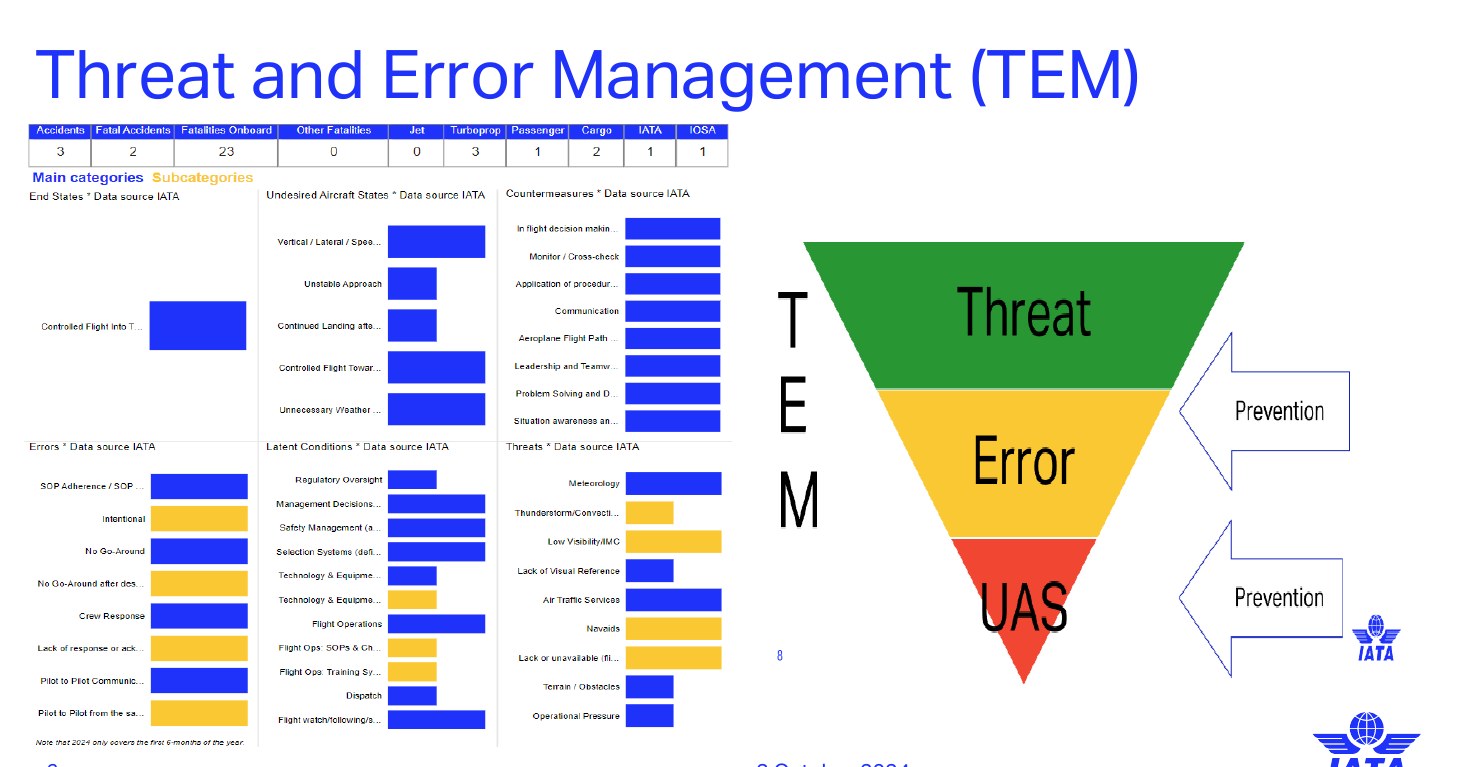 Threat and Error Management (TEM)
Accidents Fatal Accidents Fatalities Onboard Other Fatalities Jet Turboprop Passenger Cargo IATA IOSA
3 2 23 0 0 3 1 2 1 1
Main categories Subcategories
End States * Data source IATA
Controlled Flight Into T...
Undesired Aircraft States * Data source IATA
Vertical / Lateral / Spee...
Unstable Approach
Continued Landing afte...
Controlled Flight Towar...
Unnecessary Weather ...
Countermeasures * Data source IATA
In flight decision makin...
Monitor / Cross-check
Application of procedur...
Communication
Aeroplane Flight Path ...
Leadership and Teamw...
Problem Solving and D...
Situation awareness an...
Errors * Data source IATA
SOP Adherence / SOP ...
Intentional
No Go-Around
No Go-Around after des...
Crew Response
Lack of response or ack...
Pilot to Pilot Communic...
Pilot to Pilot from the sa...
Note that 2024 only covers the first 6-months of the year.
Latent Conditions * Data source IATA
Regulatory Oversight
Management Decisions...
Safety Management (a...
Selection Systems (defi...
Technology & Equipme...
Technology & Equipme...
Flight Operations
Flight Ops: SOPs & Ch...
Flight Ops: Training Sy...
Dispatch
Flight watch/following/s...
Threats * Data source IATA
Meteorology
Thunderstorm/Convecti...
Low Visibility/IMC
Lack of Visual Reference
Air Traffic Services
Navaids
Lack or unavailable (fli...
Terrain / Obstacles
Operational Pressure
T
E
M
Threat
Error
UAS
Prevention
Prevention
8
IATA
IATA